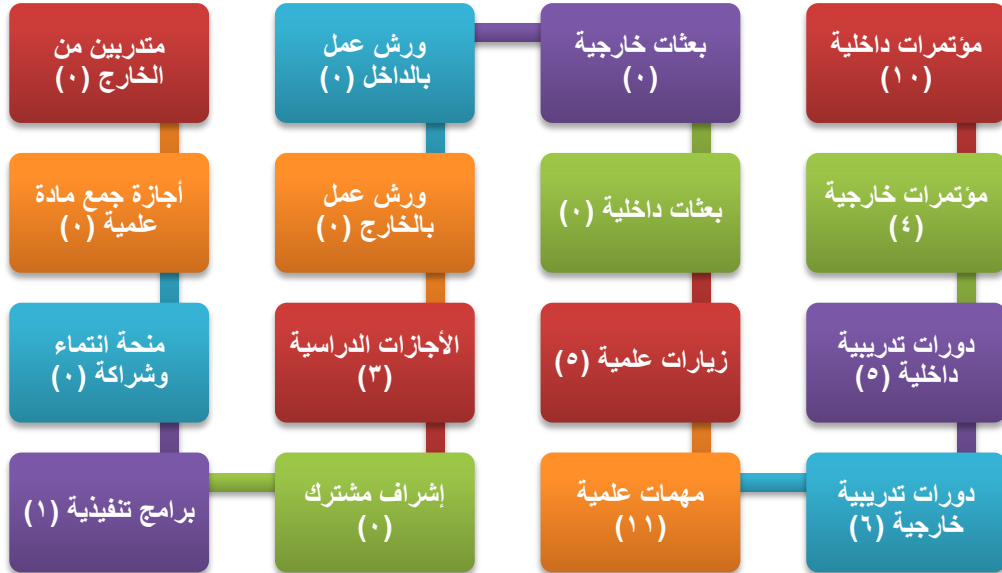 مؤتمرات داخلية
(١٠)
مؤتمرات خارجية
(٤)
دورات تدريبية
داخلية (٥)
دورات تدريبية
خارجية (٦)
مهمات علمية
(١١)
زيارات علمية (٥)
بعثات داخلية (٠)
بعثات خارجية
(٠)
ورش عمل
بالداخل (٠)
ورش عمل
بالخارج (٠)
الأجازات الدراسية
(٣)
إشراف مشترك
(٠)
برامج تنفيذية (١)
منحة انتماء
وشراكة (٠)
أجازة جمع مادة
علمية (٠)
متدربين من
الخارج (٠)